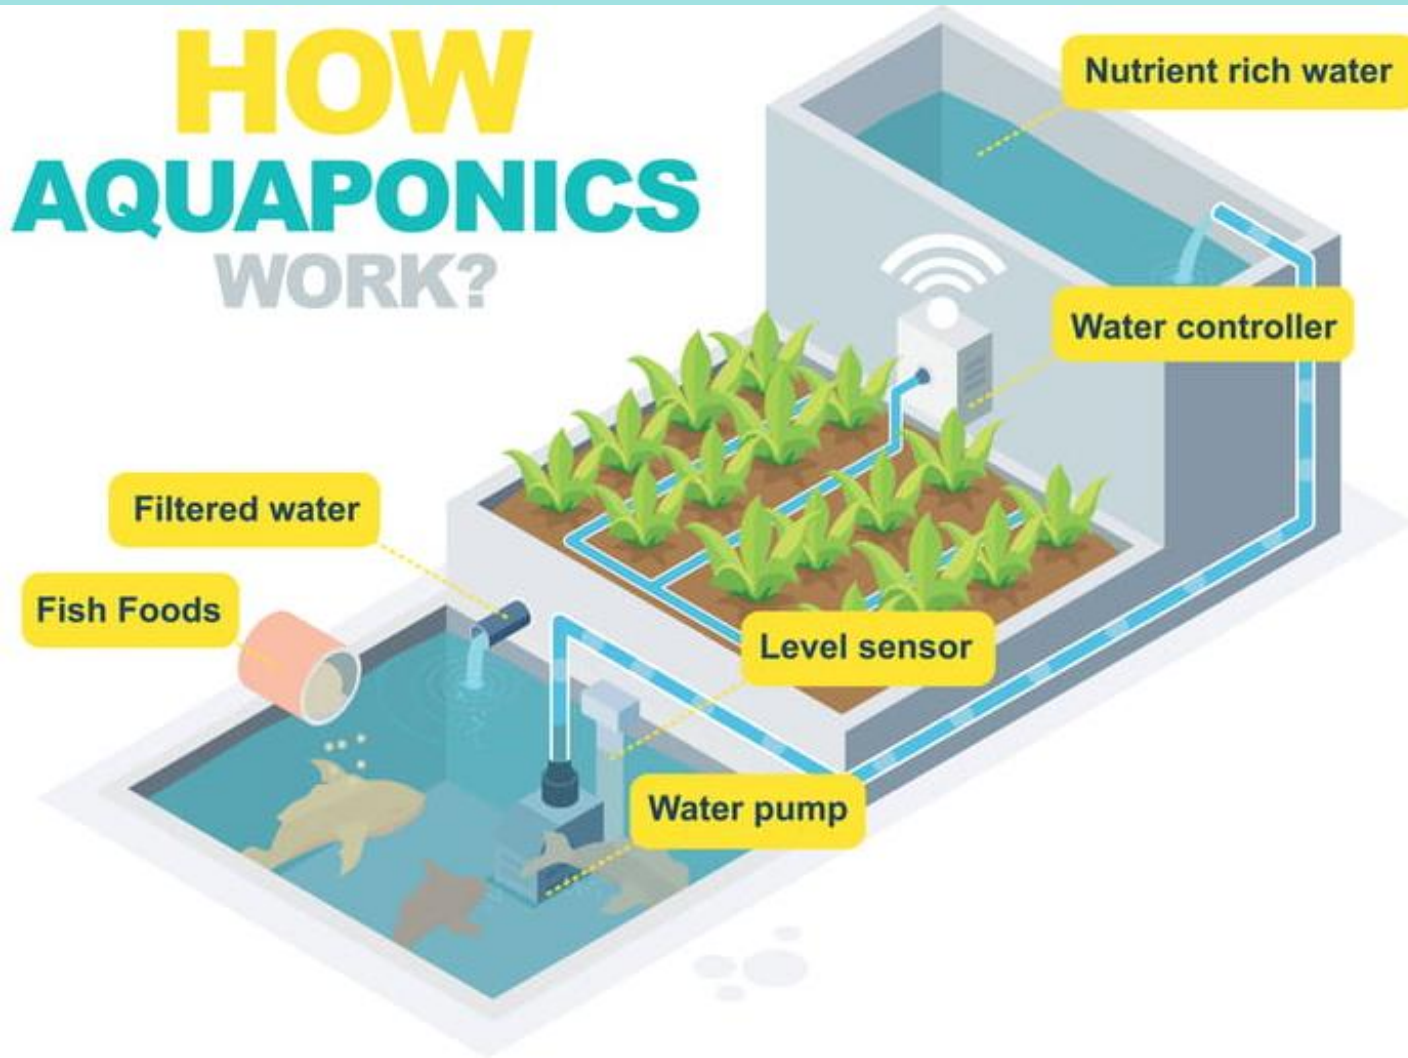 HOW
AQUAPONICS
WORK?
Nutrient rich water
Water controller
Filtered water
Fish Foods
Level sensor
Water pump